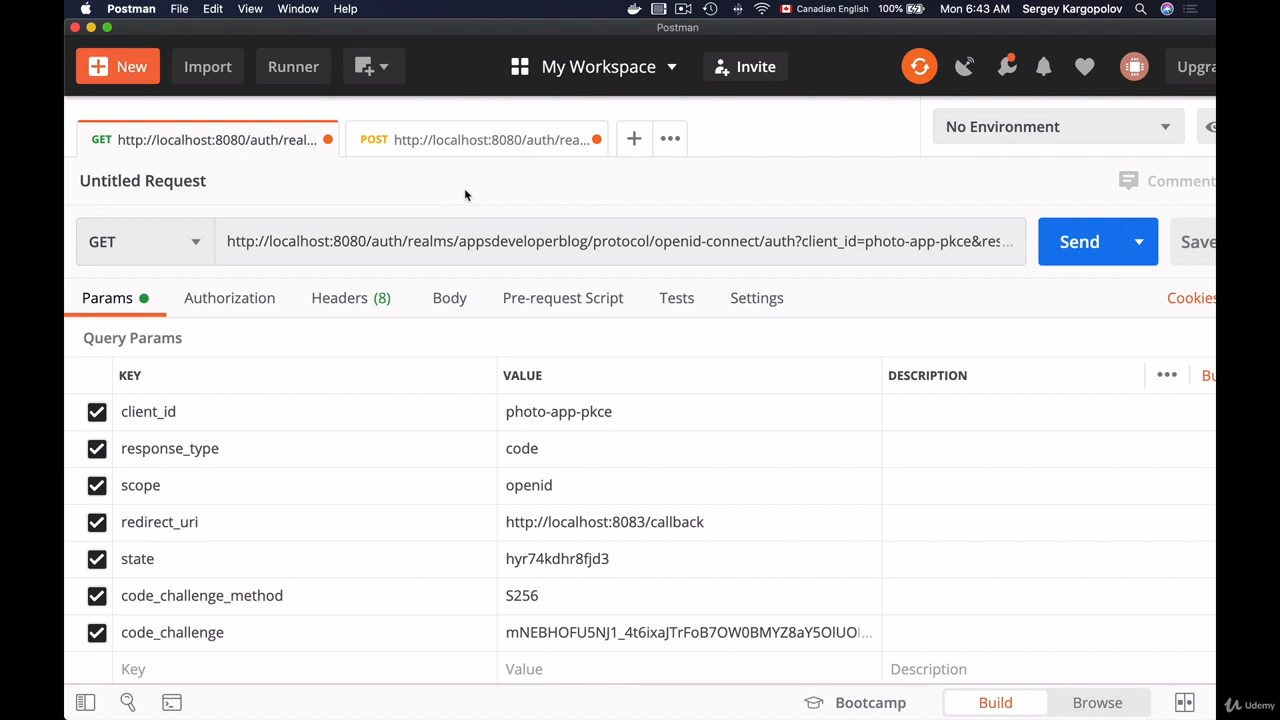 Postman File Edit View Window Help Canadian English 100% Mon 6:43 AM Sergey Kargopolov
Postman
New Import Runner My Workspace Invite Upgra
GET http://localhost:8080/auth/real... POST http://localhost:8080/auth/rea... + ••• No Environment
Untitled Request Comment
GET http://localhost:8080/auth/realms/appsdeveloperblog/protocol/openid-connect/auth?client_id=photo-app-pkce&res... Send Save
Params Authorization Headers (8) Body Pre-request Script Tests Settings Cookies
Query Params
KEY VALUE DESCRIPTION ••• Bu
client_id photo-app-pkce
response_type code
scope openid
redirect_uri http://localhost:8083/callback
state hyr74kdhr8fjd3
code_challenge_method S256
code_challenge mNEBHOFU5NJ1_4t6ixaJTrFoB7OW0BMYZ8aY5OlUO...
Key Value Description
Bootcamp Build Browse
Udemy